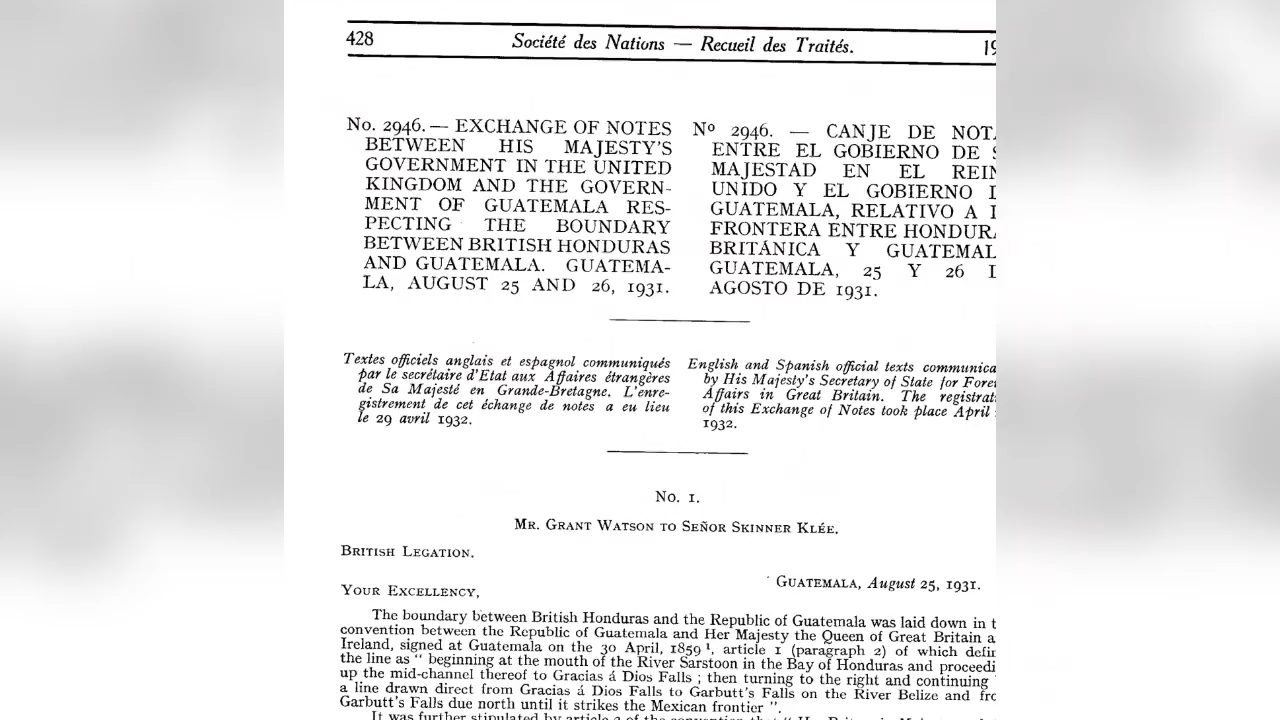 428
Société des Nations — Recueil des Traités.
No. 2946. — EXCHANGE OF NOTES
BETWEEN HIS MAJESTY'S
GOVERNMENT IN THE UNITED
KINGDOM AND THE GOVERN-
MENT OF GUATEMALA RES-
PECTING THE BOUNDARY
BETWEEN BRITISH HONDURAS
AND GUATEMALA. GUATEMA-
LA, AUGUST 25 AND 26, 1931.
Nº 2946. — CANJE DE
ENTRE EL GOBIERNO DE
MAJESTAD EN EL
UNIDO Y EL GOBIERNO
GUATEMALA, RELATIVO A
FRONTERA ENTRE
BRITÁNICA Y
GUATEMALA, 25 Y 26
AGOSTO DE 1931.
Textes officiels anglais et espagnol communiqués
par le secrétaire d'Etat aux Affaires étrangères
de Sa Majesté en Grande-Bretagne. L'enre-
gistrement de cet échange de notes a eu lieu
le 29 avril 1932.
English and Spanish official texts
by His Majesty's Secretary of State for
Affairs in Great Britain. The
of this Exchange of Notes took place April
1932.
No. 1.
MR. GRANT WATSON TO SEÑOR SKINNER KLÉE.
BRITISH LEGATION.
GUATEMALA, August 25, 1931.
YOUR EXCELLENCY,
The boundary between British Honduras and the Republic of Guatemala was laid down in
convention between the Republic of Guatemala and Her Majesty the Queen of Great Britain
Ireland, signed at Guatemala on the 30 April, 1859 ¹, article 1 (paragraph 2) of which
the line as " beginning at the mouth of the River Sarstoon in the Bay of Honduras and
up the mid-channel thereof to Gracias á Dios Falls ; then turning to the right and continuing
a line drawn direct from Gracias á Dios Falls to Garbutt's Falls on the River Belize and
Garbutt's Falls due north until it strikes the Mexican frontier ".
It was further stipulated by article 2 of the convention that